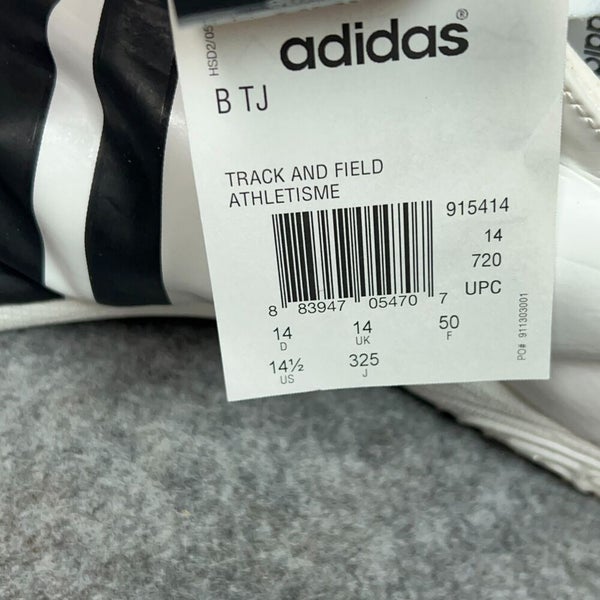 adidas®
HSD2/05
B TJ
TRACK AND FIELD
ATHLETISME
915414
14
720
UPC
8 83947 05470 7
14 D
14 UK
50 F
14½ US
325 J
PO# 911303001